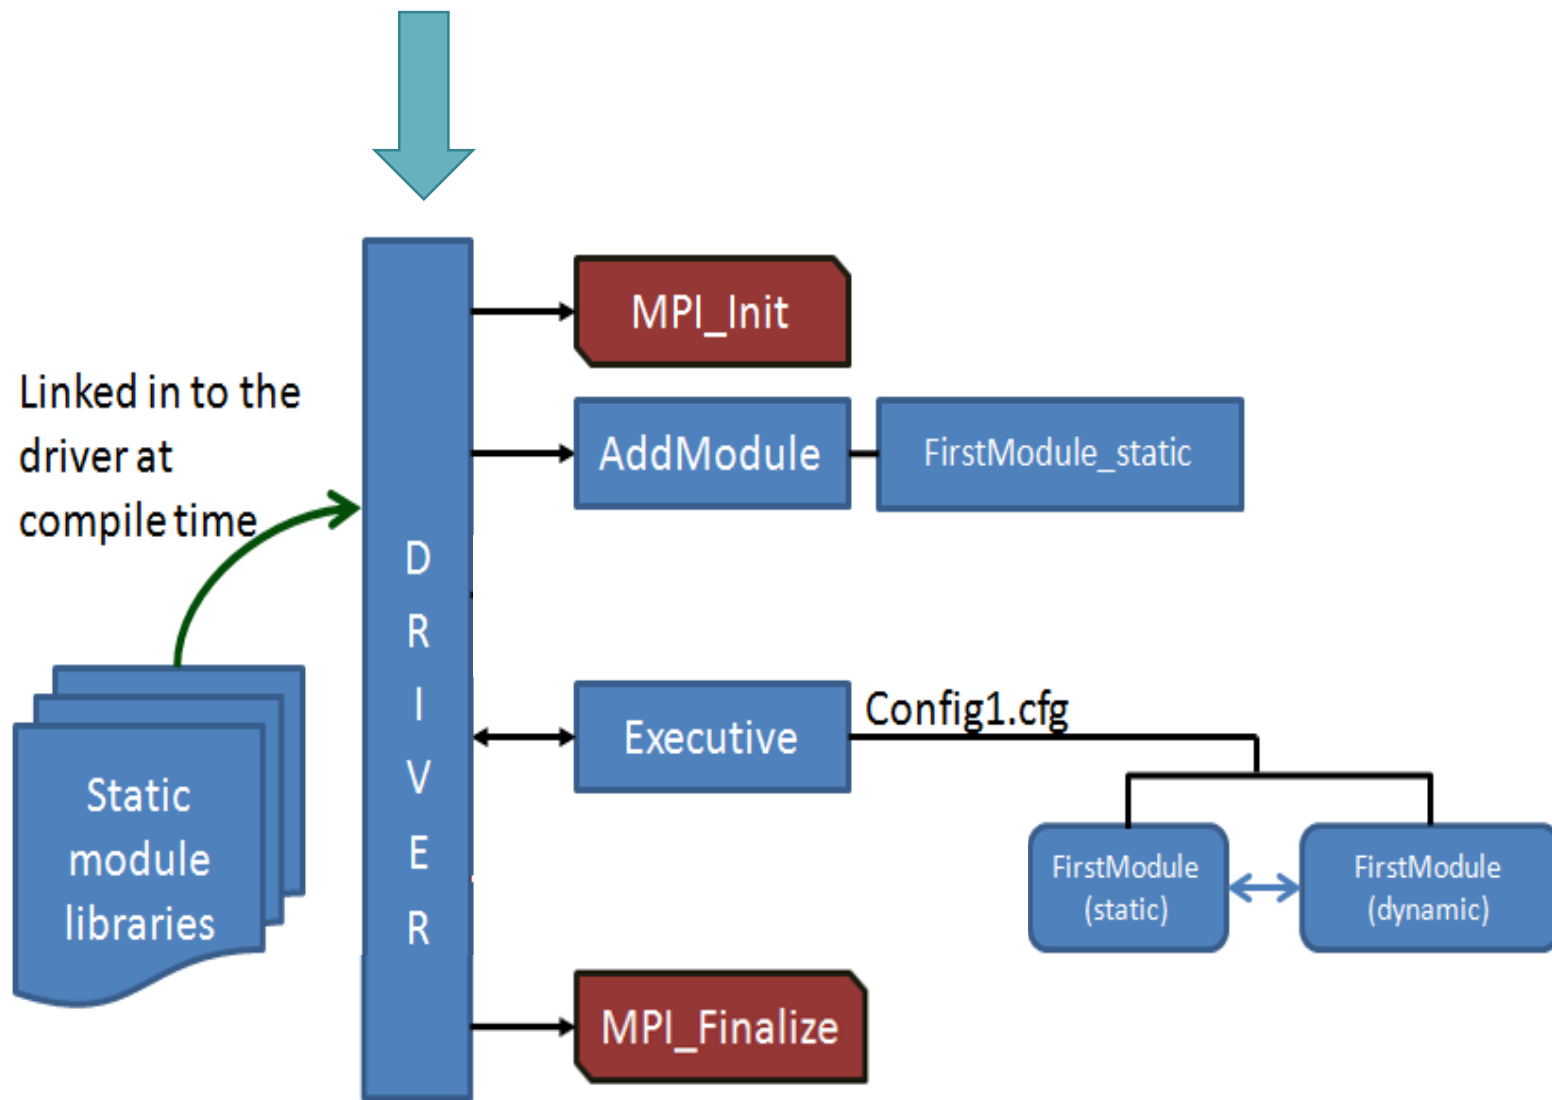 MPI_Init
Linked in to the
driver at
compile time
AddModule
FirstModule_static
D
R
I
V
E
R
Executive
Config1.cfg
Static
module
libraries
FirstModule
(static)
FirstModule
(dynamic)
MPI_Finalize